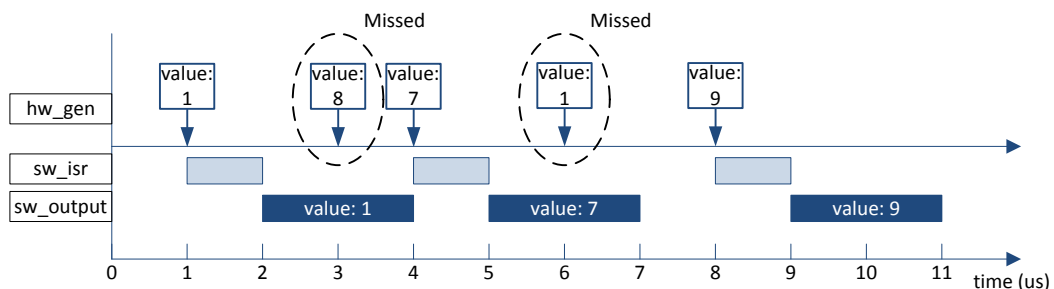 Missed Missed
value: 1
value: 8
value: 7
value: 1
value: 9
hw_gen
sw_isr
sw_output
value: 1
value: 7
value: 9
0 1 2 3 4 5 6 7 8 9 10 11
time (us)